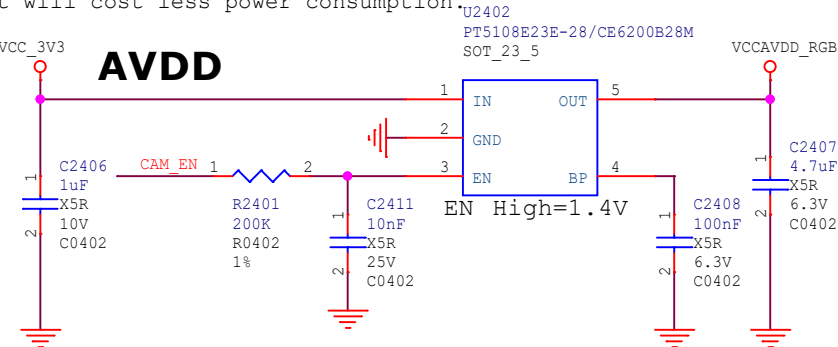 t will cost less power consumption.
U2402
PT5108E23E-28/CE6200B28M
SOT_23_5
VCC_3V3
AVDD
VCCAVDD_RGB
1
IN
OUT
5
2
GND
CAM_EN
1
2
3
EN
BP
4
EN High=1.4V
1
2
C2406
1uF
X5R
10V
C0402
R2401
200K
R0402
1%
1
2
C2411
10nF
X5R
25V
C0402
1
2
C2408
100nF
X5R
6.3V
C0402
1
2
C2407
4.7uF
X5R
6.3V
C0402